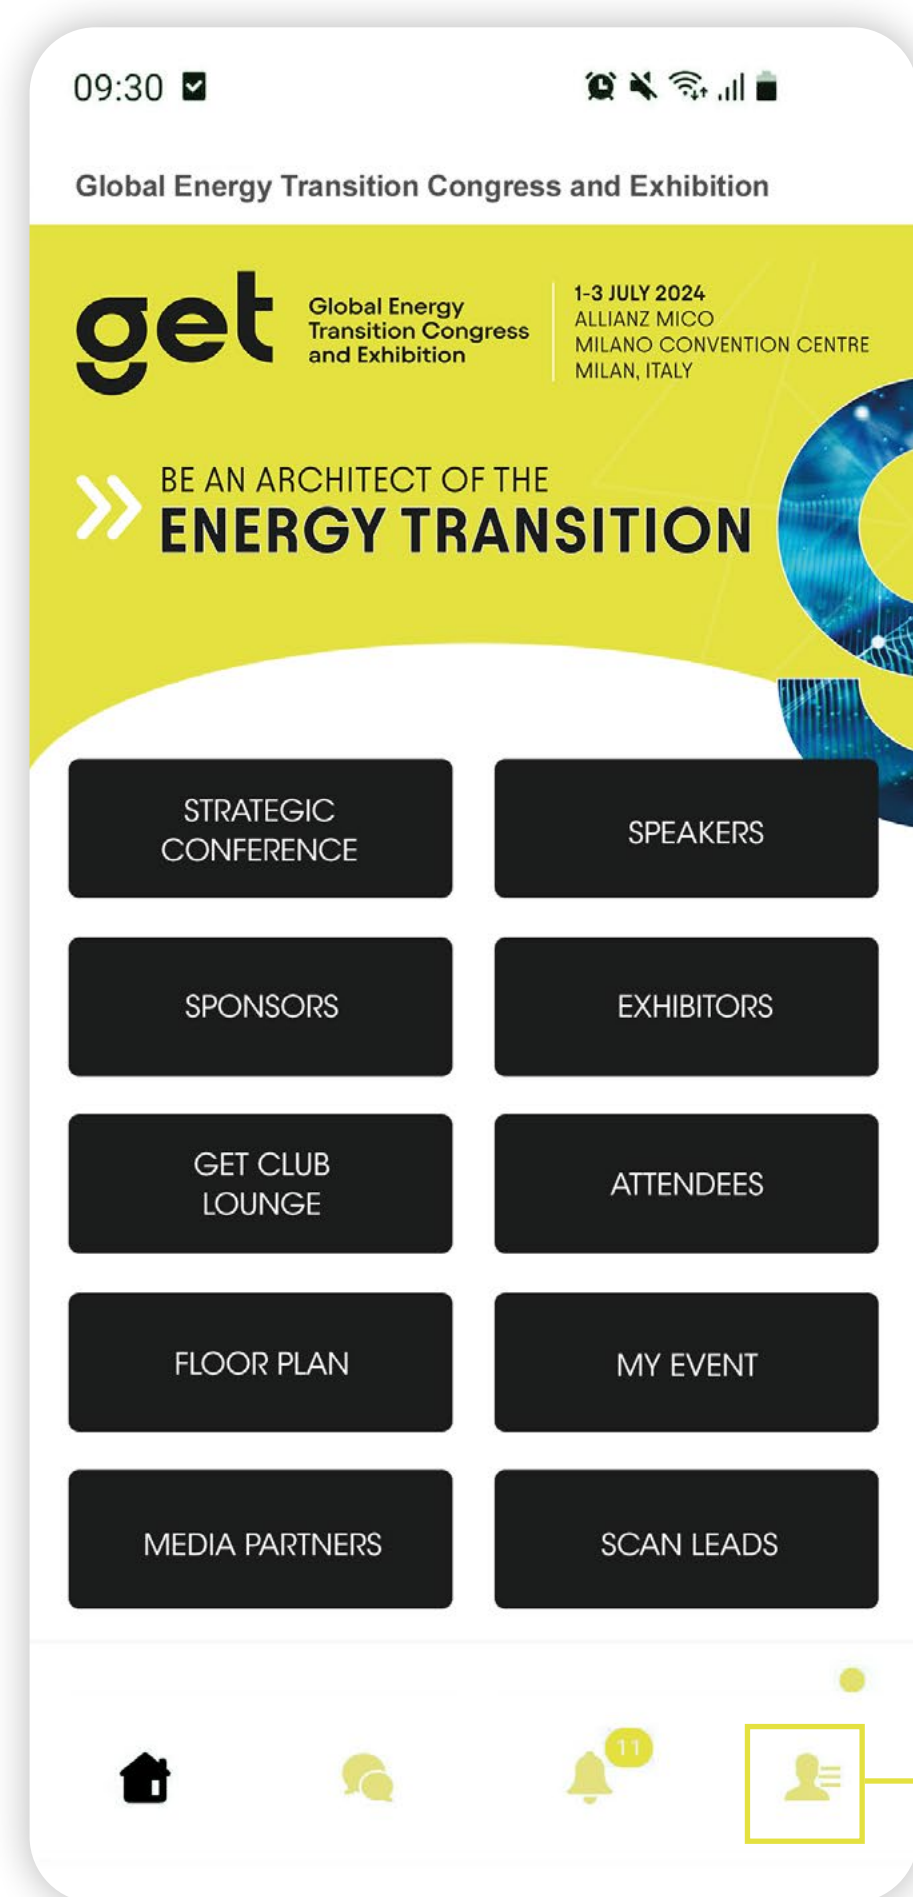 09:30
Global Energy Transition Congress and Exhibition
get
Global Energy
Transition Congress
and Exhibition
1-3 JULY 2024
ALLIANZ MICO
MILANO CONVENTION CENTRE
MILAN, ITALY
BE AN ARCHITECT OF THE
ENERGY TRANSITION
STRATEGIC
CONFERENCE
SPEAKERS
SPONSORS
EXHIBITORS
GET CLUB
LOUNGE
ATTENDEES
FLOOR PLAN
MY EVENT
MEDIA PARTNERS
SCAN LEADS
11